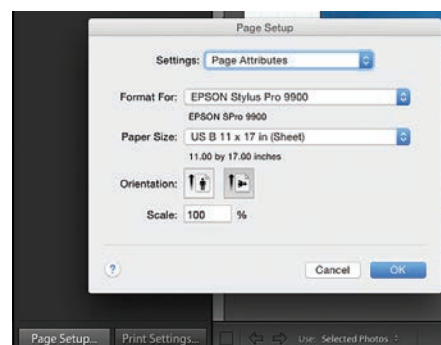 Page Setup
Settings: Page Attributes
Format For: EPSON Stylus Pro 9900
EPSON SPro 9900
Paper Size: US B 11 x 17 in (Sheet)
11.00 by 17.00 inches
Orientation:
Scale: 100 %
? Cancel OK
Page Setup... Print Settings... Use: Selected Photos